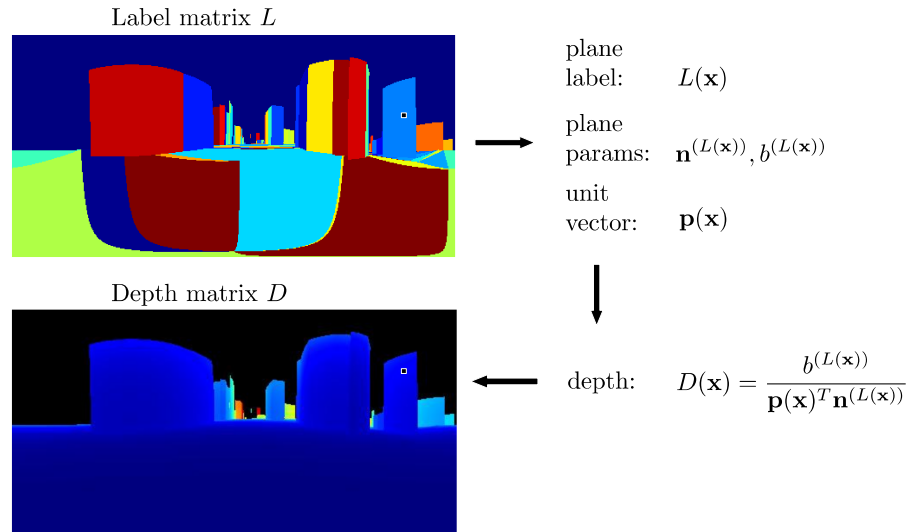 Label matrix L
plane
label: L(x)
plane
params: n^(L(x)), b^(L(x))
unit
vector: p(x)
Depth matrix D
depth: D(x) = b^(L(x)) / p(x)^T n^(L(x))